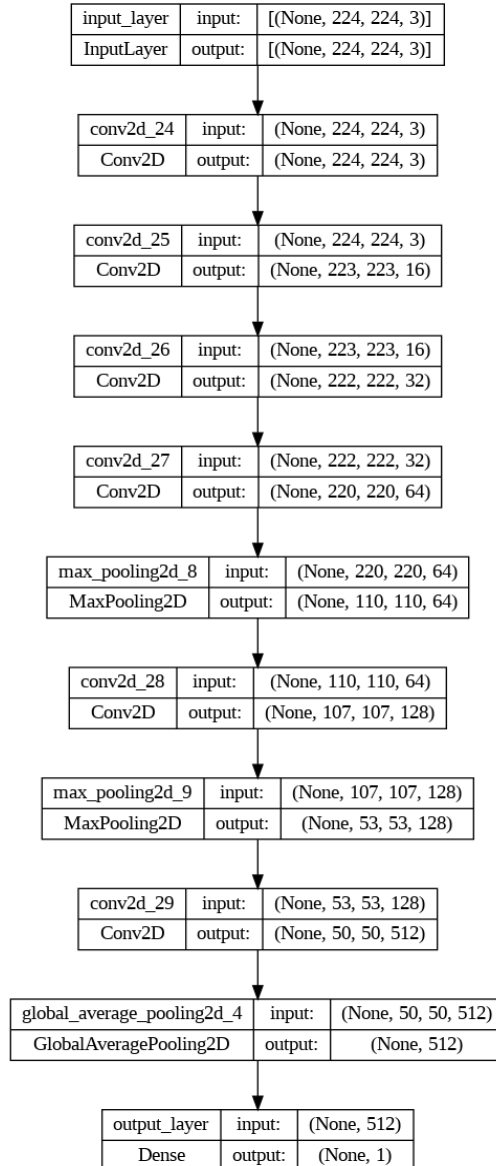 input_layer input: [(None, 224, 224, 3)]
InputLayer output: [(None, 224, 224, 3)]
conv2d_24 input: (None, 224, 224, 3)
Conv2D output: (None, 224, 224, 3)
conv2d_25 input: (None, 224, 224, 3)
Conv2D output: (None, 223, 223, 16)
conv2d_26 input: (None, 223, 223, 16)
Conv2D output: (None, 222, 222, 32)
conv2d_27 input: (None, 222, 222, 32)
Conv2D output: (None, 220, 220, 64)
max_pooling2d_8 input: (None, 220, 220, 64)
MaxPooling2D output: (None, 110, 110, 64)
conv2d_28 input: (None, 110, 110, 64)
Conv2D output: (None, 107, 107, 128)
max_pooling2d_9 input: (None, 107, 107, 128)
MaxPooling2D output: (None, 53, 53, 128)
conv2d_29 input: (None, 53, 53, 128)
Conv2D output: (None, 50, 50, 512)
global_average_pooling2d_4 input: (None, 50, 50, 512)
GlobalAveragePooling2D output: (None, 512)
output_layer input: (None, 512)
Dense output: (None, 1)